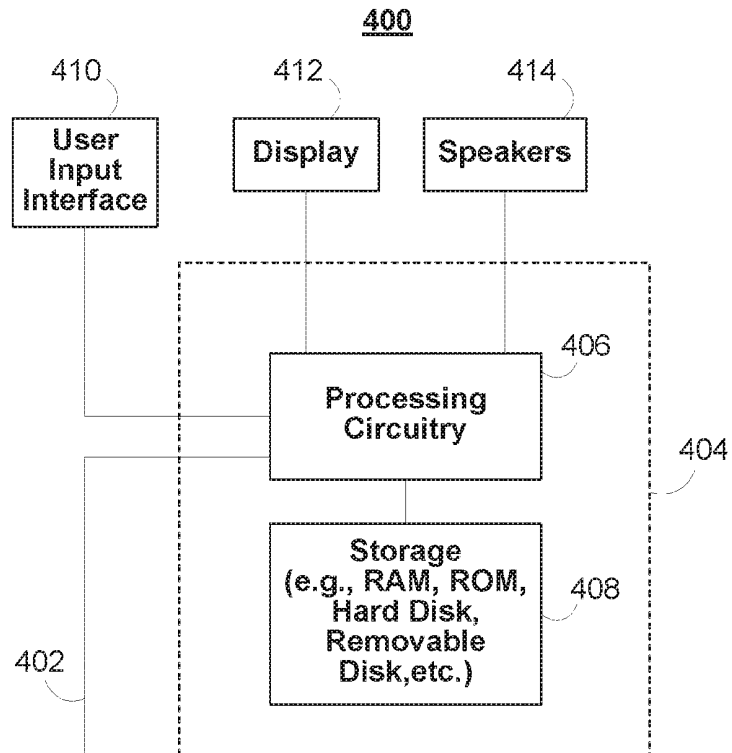 400
410
412
414
User
Input
Interface
Display
Speakers
406
Processing
Circuitry
404
Storage
(e.g., RAM, ROM,
Hard Disk,
Removable
Disk,etc.)
408
402